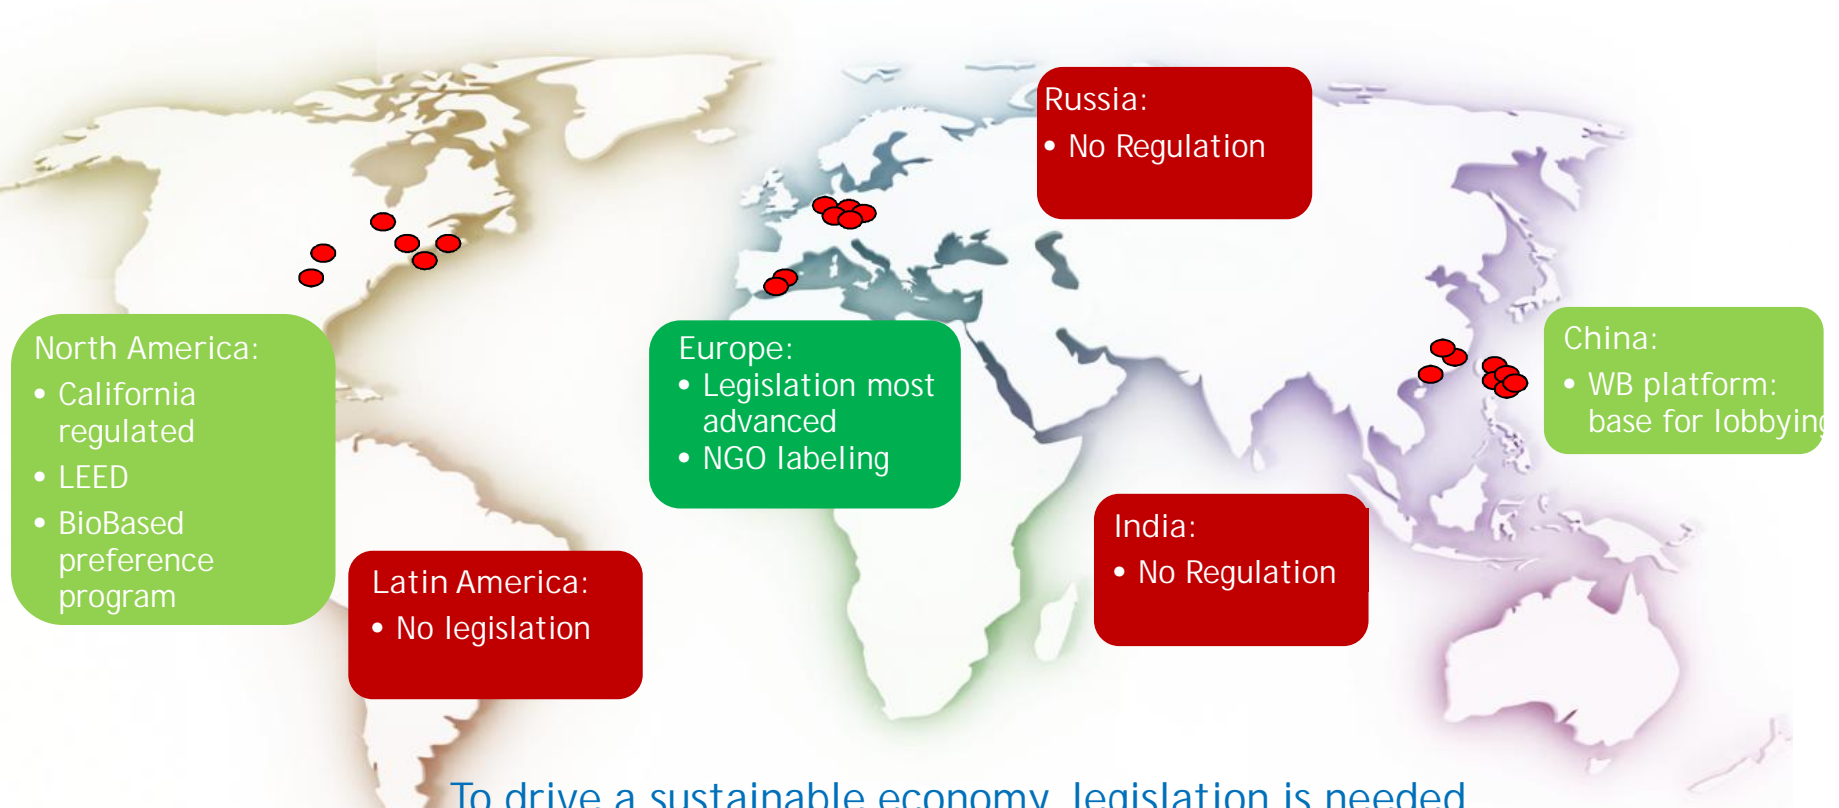 Russia:
• No Regulation
North America:
• California
regulated
• LEED
• BioBased
preference
program
Europe:
• Legislation most
advanced
• NGO labeling
China:
• WB platform:
base for lobbying
Latin America:
• No legislation
India:
• No Regulation
To drive a sustainable economy, legislation is needed